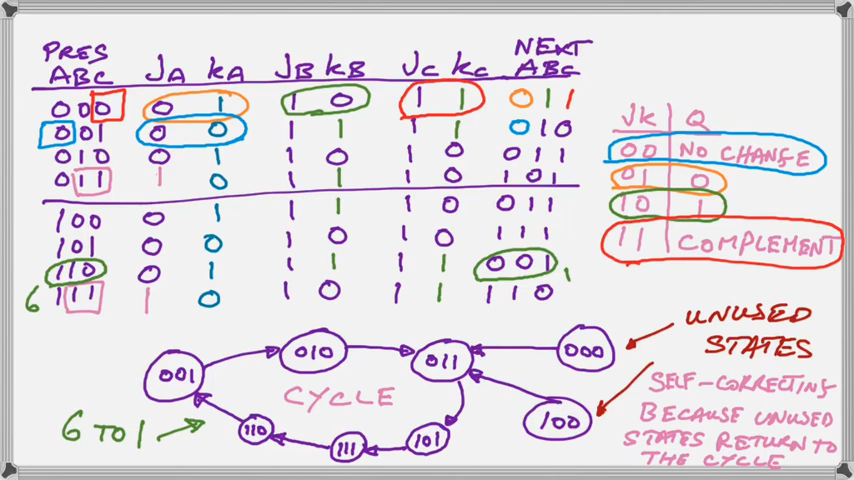 PRES NEXT
ABC JA KA JB KB JC KC ABC
000 0 1 1 0 1 1 0 1 1
001 0 0 1 1 1 1 0 1 0
010 0 1 1 0 1 0 0 1 1
011 1 0 1 1 1 0 1 0 1
100 0 1 1 1 1 0 0 1 1
101 0 0 1 0 1 0 1 1 1
110 0 1 1 1 1 1 0 0 1 1
6 111 1 0 1 0 1 1 1 1 0
JK Q
00 NO CHANGE
01 0
10 1
11 COMPLEMENT
001 010 011 000
CYCLE
110 111 101 100
6 TO 1
UNUSED
STATES
SELF-CORRECTING
BECAUSE UNUSED
STATES RETURN TO
THE CYCLE